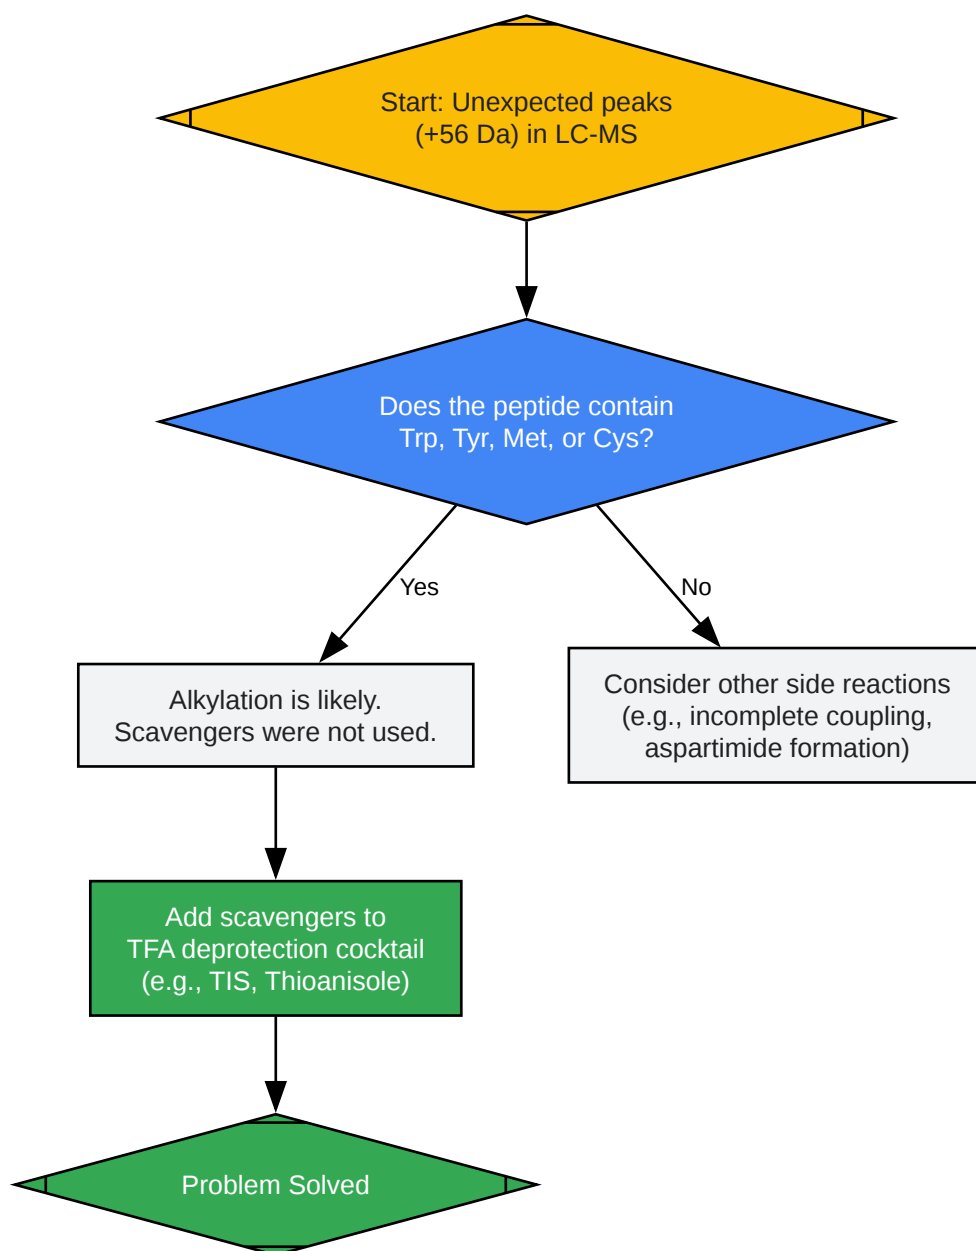 Start: Unexpected peaks
(+56 Da) in LC-MS
Does the peptide contain
Trp, Tyr, Met, or Cys?
Yes
No
Alkylation is likely.
Scavengers were not used.
Consider other side reactions
(e.g., incomplete coupling,
aspartimide formation)
Add scavengers to
TFA deprotection cocktail
(e.g., TIS, Thioanisole)
Problem Solved